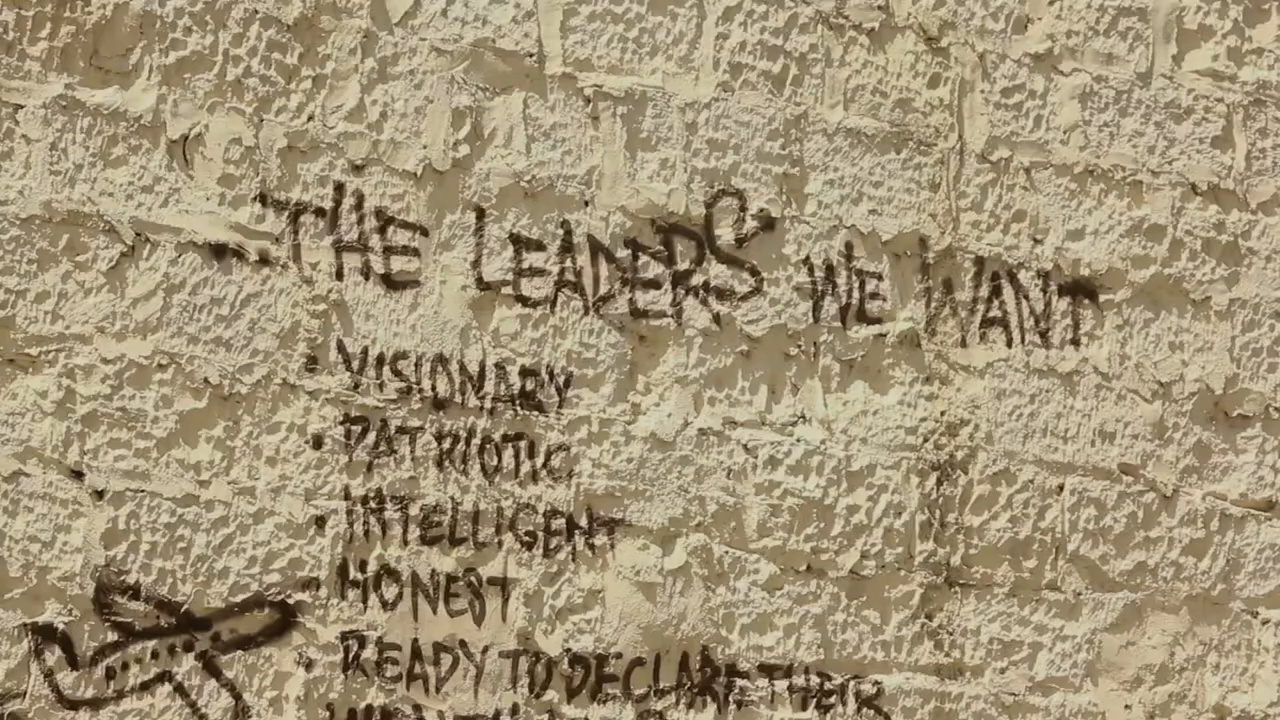 THE LEADERS WE WANT
• VISIONARY
• PATRIOTIC
• INTELLIGENT
• HONEST
• READY TO DECLARE THEIR